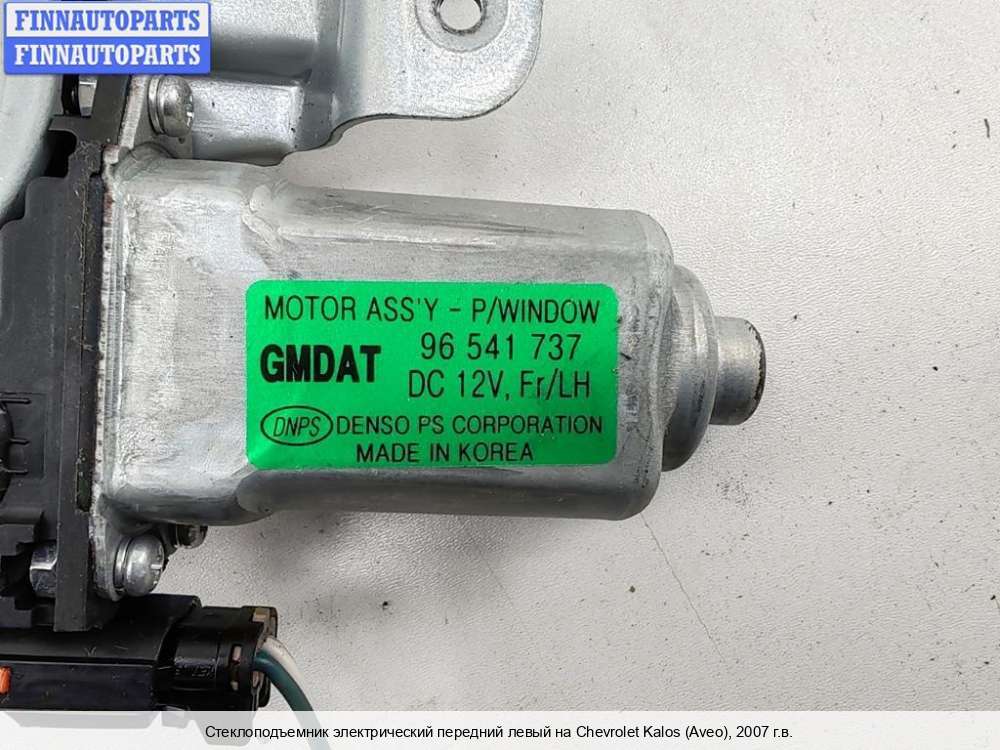 FINNAUTOPARTS
FINNAUTOPARTS
MOTOR ASS'Y - P/WINDOW
GMDAT 96 541 737
DC 12V, Fr/LH
DNPS DENSO PS CORPORATION
MADE IN KOREA
Стеклоподъемник электрический передний левый на Chevrolet Kalos (Aveo), 2007 г.в.